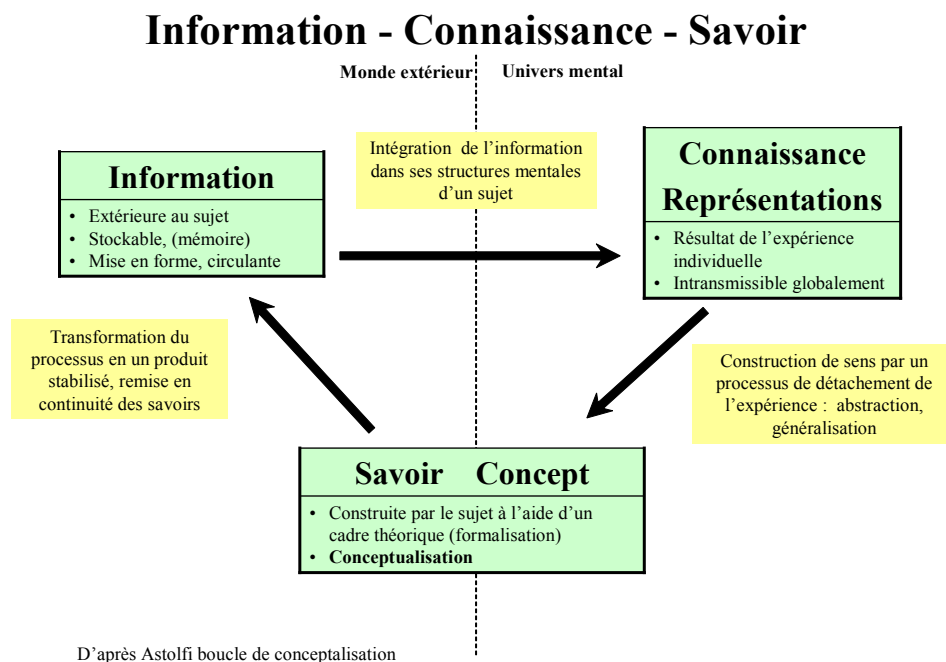 Information - Connaissance - Savoir
Monde extérieur
Univers mental
Intégration de l’information
dans ses structures mentales
d’un sujet
Information
• Extérieure au sujet
• Stockable, (mémoire)
• Mise en forme, circulante
Connaissance
Représentations
• Résultat de l’expérience
individuelle
• Intransmissible globalement
Transformation du
processus en un produit
stabilisé, remise en
continuité des savoirs
Construction de sens par un
processus de détachement de
l’expérience : abstraction,
généralisation
Savoir Concept
• Construite par le sujet à l’aide d’un
cadre théorique (formalisation)
• Conceptualisation
D’après Astolfi boucle de conceptalisation